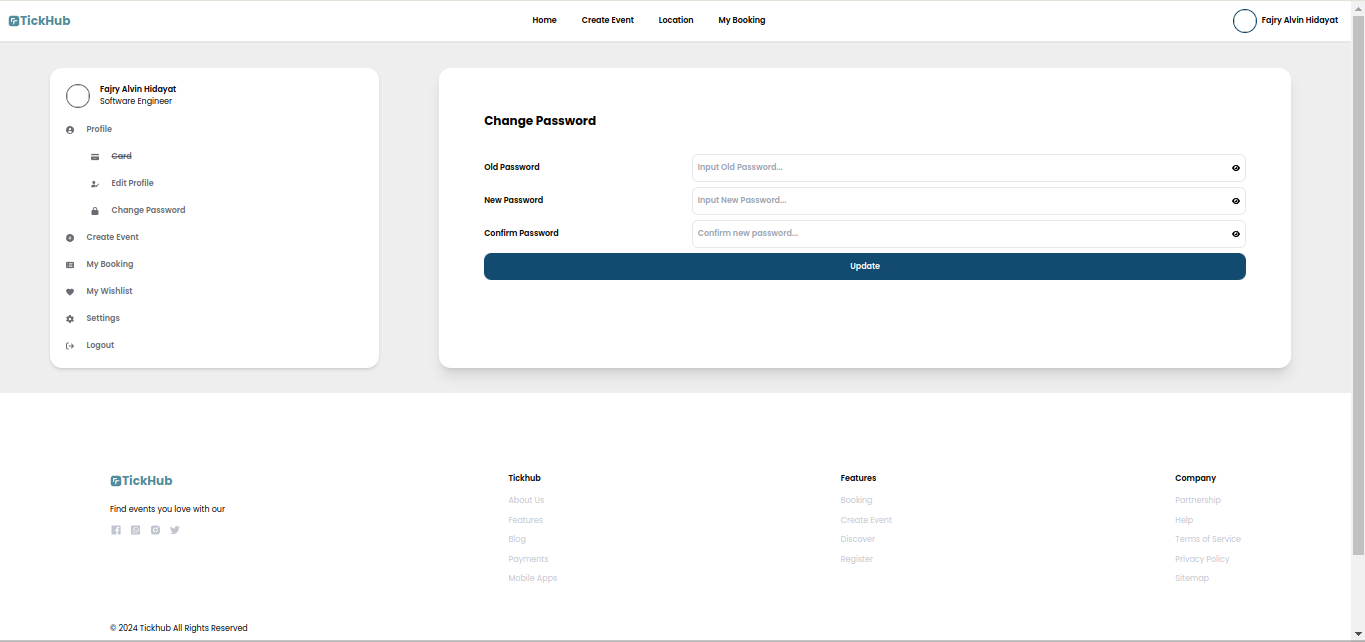 TickHub
Home Create Event Location My Booking
Fajry Alvin Hidayat
Fajry Alvin Hidayat
Software Engineer
Profile
Card
Edit Profile
Change Password
Create Event
My Booking
My Wishlist
Settings
Logout
Change Password
Old Password Input Old Password...
New Password Input New Password...
Confirm Password Confirm new password...
Update
TickHub
Find events you love with our
Tickhub
About Us
Features
Blog
Payments
Mobile Apps
Features
Booking
Create Event
Discover
Register
Company
Partnership
Help
Terms of Service
Privacy Policy
Sitemap
© 2024 Tickhub All Rights Reserved